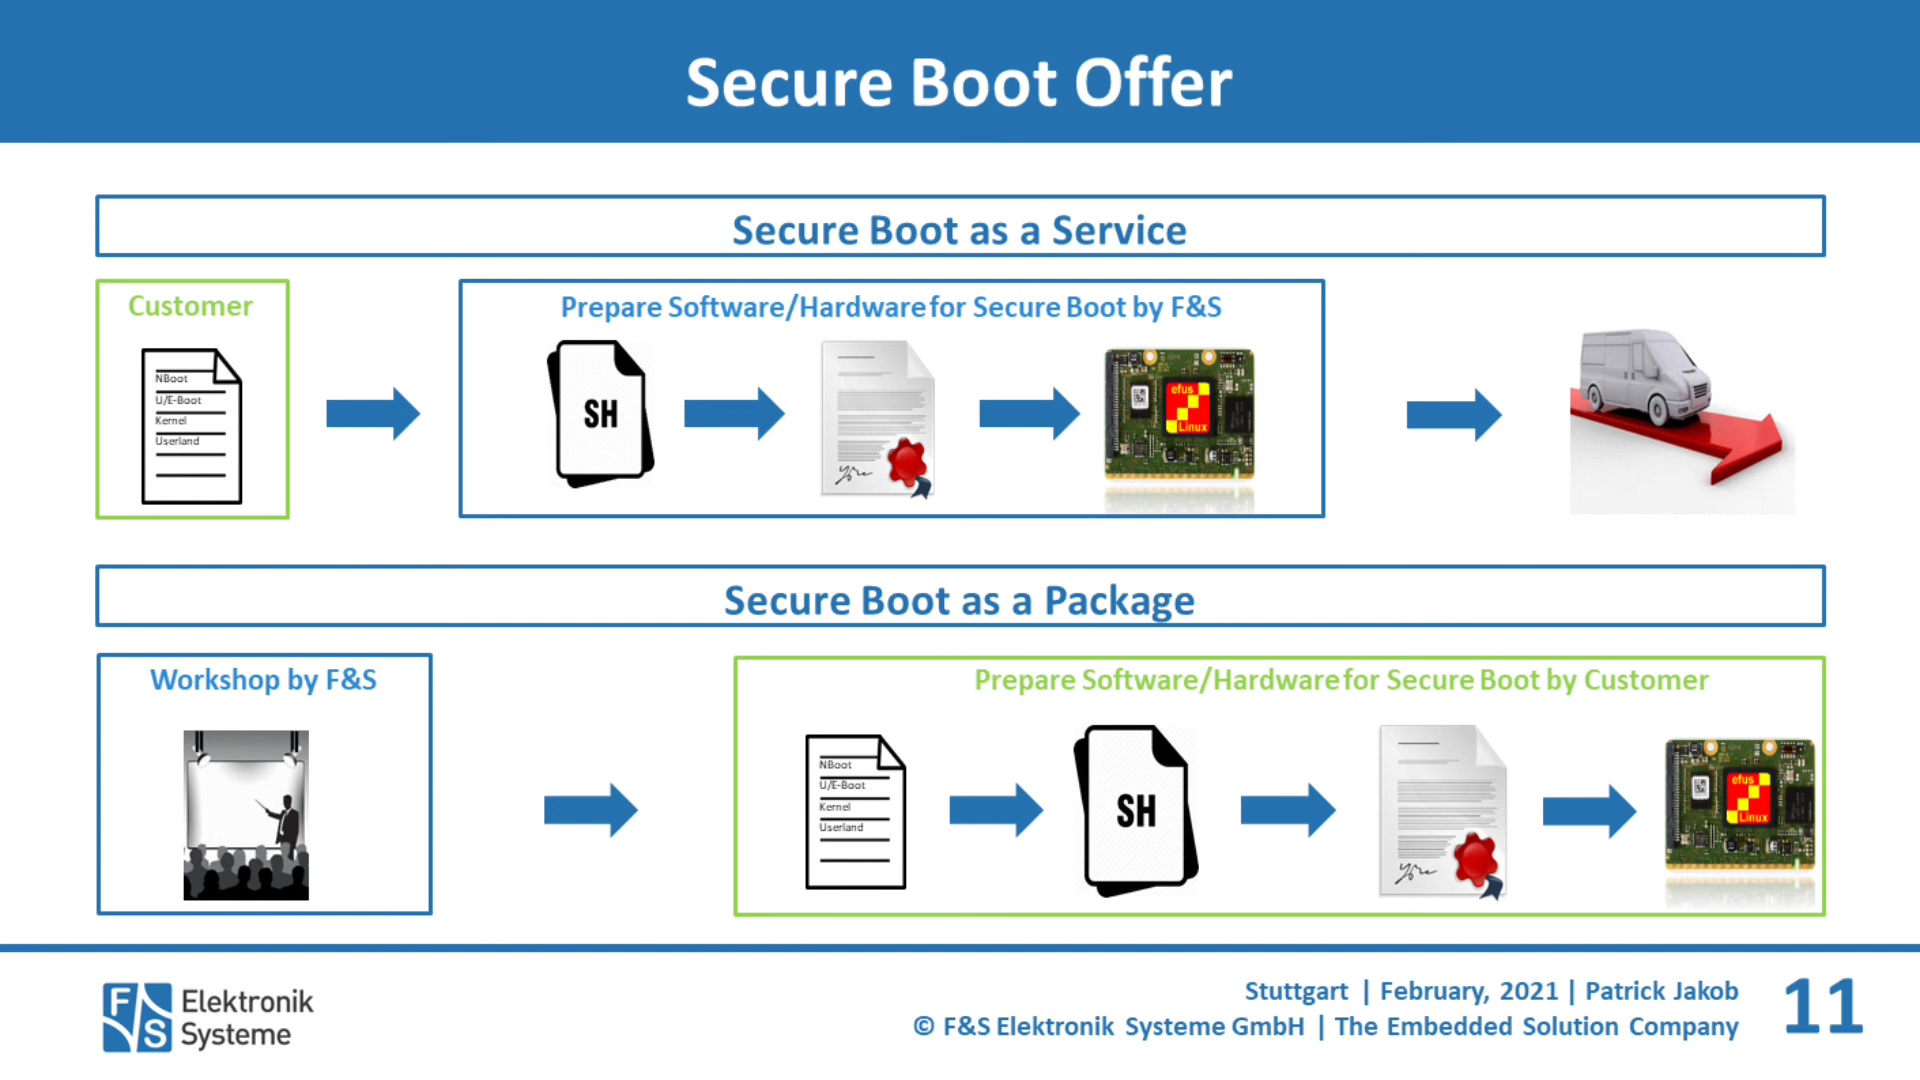 Secure Boot Offer
Secure Boot as a Service
Customer
NBoot
U/E-Boot
Kernel
Userland
Prepare Software/Hardware for Secure Boot by F&S
SH
efus
Linux
Secure Boot as a Package
Workshop by F&S
Prepare Software/Hardware for Secure Boot by Customer
NBoot
U/E-Boot
Kernel
Userland
SH
efus
Linux
F S Elektronik
Systeme
Stuttgart | February, 2021 | Patrick Jakob
© F&S Elektronik Systeme GmbH | The Embedded Solution Company
11